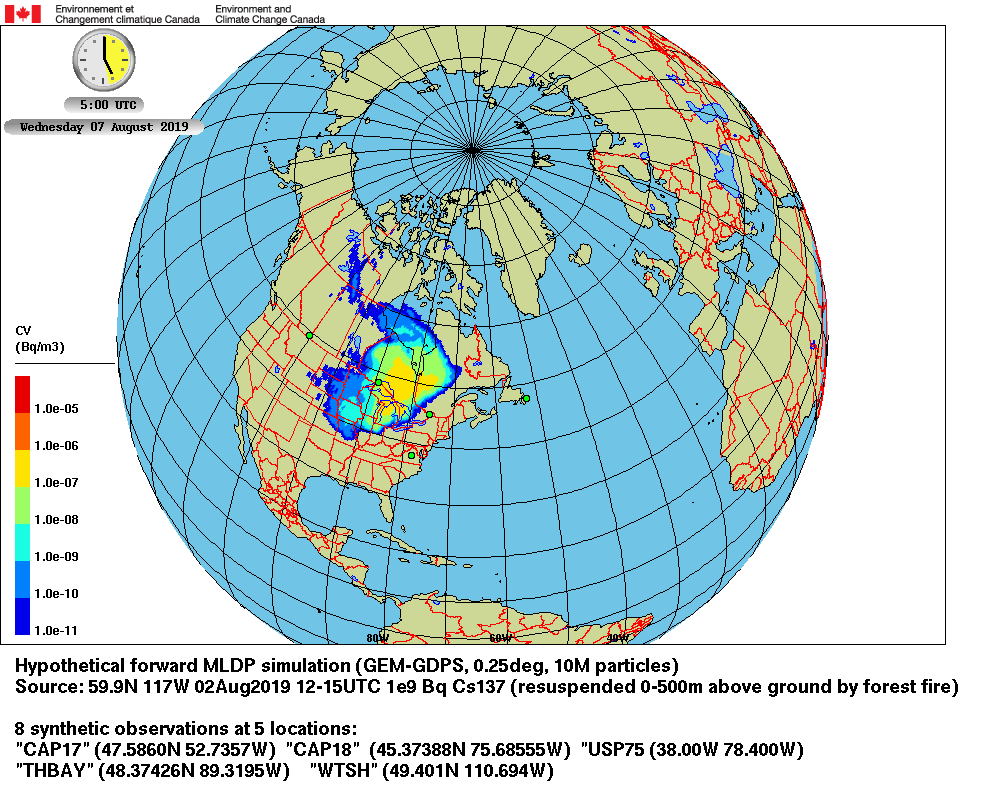 Environnement et
Changement climatique Canada
Environment and
Climate Change Canada
5:00 UTC
Wednesday 07 August 2019
CV
(Bq/m3)
1.0e-05
1.0e-06
1.0e-07
1.0e-08
1.0e-09
1.0e-10
1.0e-11
80W 60W 40W
Hypothetical forward MLDP simulation (GEM-GDPS, 0.25deg, 10M particles)
Source: 59.9N 117W 02Aug2019 12-15UTC 1e9 Bq Cs137 (resuspended 0-500m above ground by forest fire)
8 synthetic observations at 5 locations:
"CAP17" (47.5860N 52.7357W) "CAP18" (45.37388N 75.68555W) "USP75 (38.00W 78.400W)
"THBAY" (48.37426N 89.3195W) "WTSH" (49.401N 110.694W)